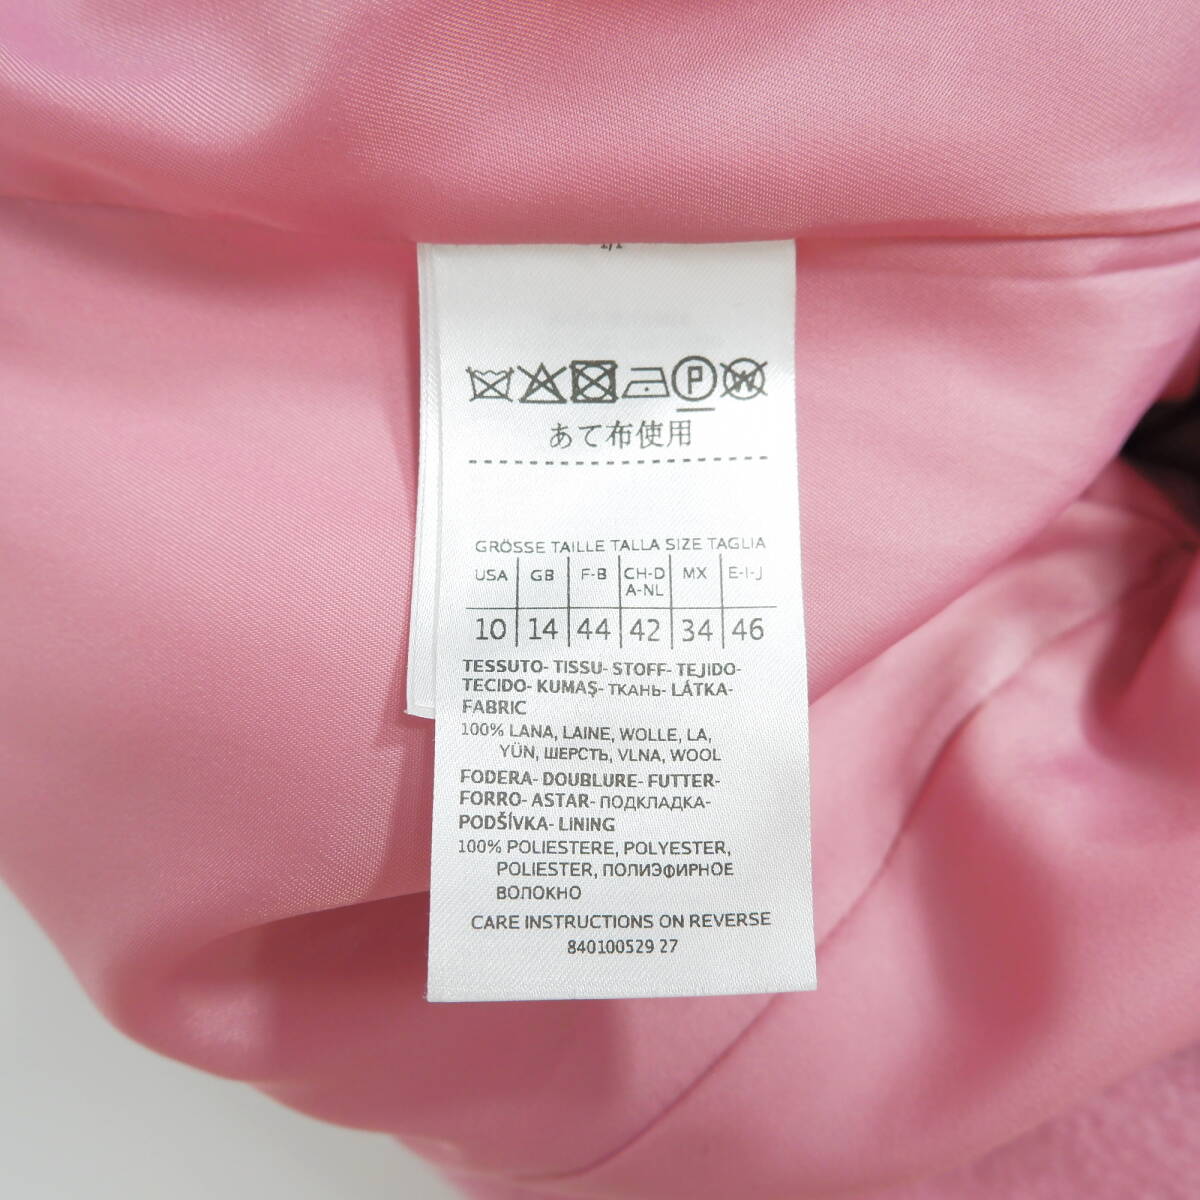 1/1
P W
あて布使用
GRÖSSE TAILLE TALLA SIZE TAGLIA
USA GB F-B CH-D A-NL MX E-I-J
10 14 44 42 34 46
TESSUTO- TISSU- STOFF- TEJIDO-
TECIDO- KUMAŞ- ТКАНЬ- LÁTKA-
FABRIC
100% LANA, LAINE, WOLLE, LA,
YÜN, ШЕРСТЬ, VLNA, WOOL
FODERA- DOUBLURE- FUTTER-
FORRO- ASTAR- ПОДКЛАДКА-
PODŠÍVKA- LINING
100% POLIESTERE, POLYESTER,
POLIESTER, ПОЛИЭФИРНОЕ
ВОЛОКНО
CARE INSTRUCTIONS ON REVERSE
840100529 27